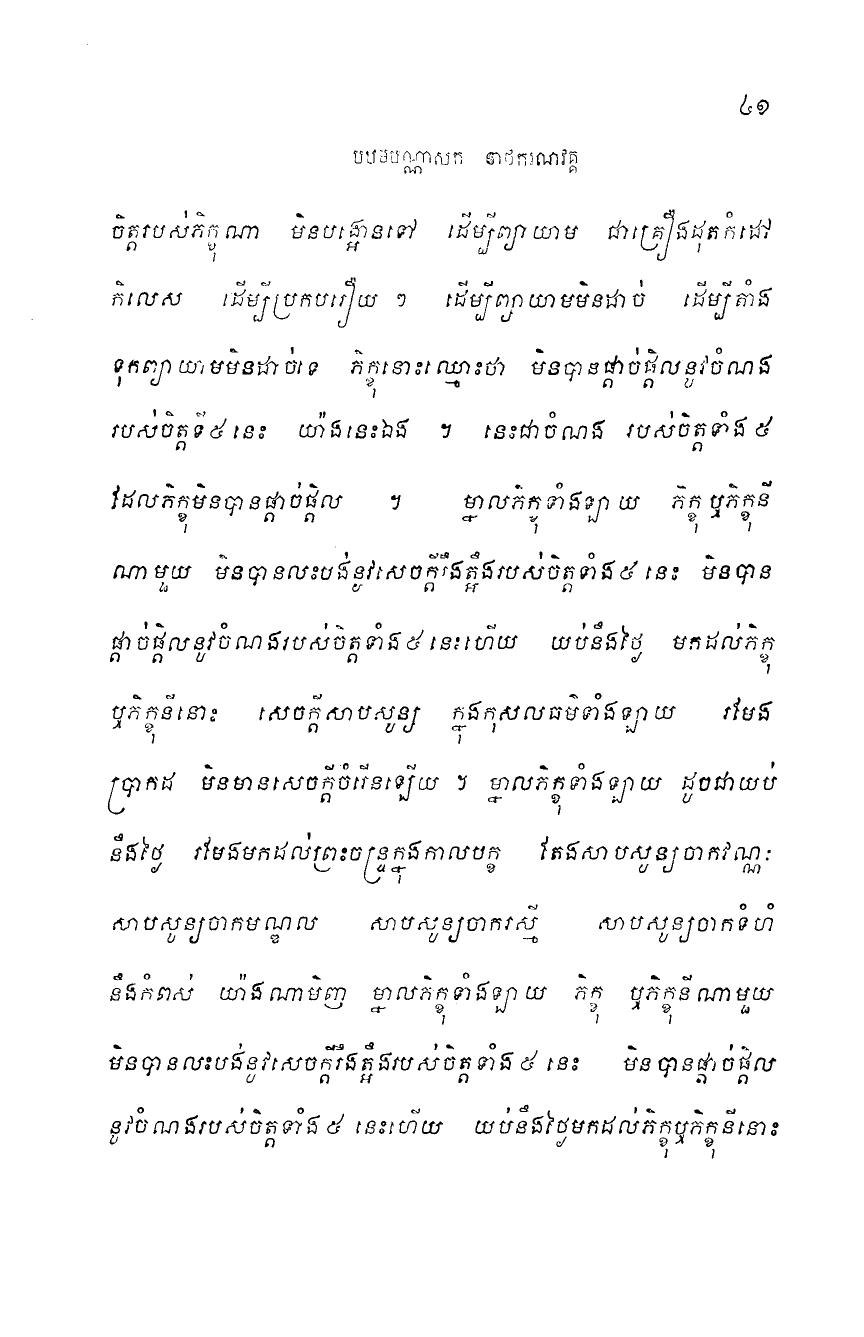 ៤១
បឋមបណ្ណាសក នាថករណវគ្គ
ចិត្តរបស់ភិក្ខុណា មិនបង្អោនទៅ ដើម្បីព្យាយាម ជាគ្រឿងដុតកំដៅ
កិលេស ដើម្បីប្រកបរឿយ ៗ ដើម្បីព្យាយាមមិនដាច់ ដើម្បីតាំង
ទុកព្យាយាមមិនដាច់ទេ ភិក្ខុនោះឈ្មោះថា មិនបានផ្តាច់ផ្តិលនូវចំណង
របស់ចិត្តទី៥ នេះ យ៉ាងនេះឯង ។ នេះជាចំណង របស់ចិត្តទាំង ៥
ដែលភិក្ខុមិនបានផ្តាច់ផ្តិល ។ ម្នាលភិក្ខុទាំងឡាយ ភិក្ខុ ឬភិក្ខុនី
ណាមួយ មិនបានលះបង់នូវសេចក្តីរឹងត្អឹងរបស់ចិត្តទាំង៥ នេះ មិនបាន
ផ្តាច់ផ្តិលនូវចំណងរបស់ចិត្តទាំង៥ នេះហើយ យប់នឹងថ្ងៃ មកដល់ភិក្ខុ
ឬភិក្ខុនីនោះ សេចក្តីសាបសូន្យ ក្នុងកុសលធម៌ទាំងឡាយ រមែង
ប្រាកដ មិនមានសេចក្តីចំរើនឡើយ ។ ម្នាលភិក្ខុទាំងឡាយ ដូចជាយប់
នឹងថ្ងៃ រមែងមកដល់ព្រះចន្ទ្រក្នុងកាលបក្ខ តែងសាបសូន្យចាកវណ្ណៈ
សាបសូន្យចាកមណ្ឌល សាបសូន្យចាករស្មី សាបសូន្យចាកទំហំ
នឹងកំពស់ យ៉ាងណាមិញ ម្នាលភិក្ខុទាំងឡាយ ភិក្ខុ ឬភិក្ខុនីណាមួយ
មិនបានលះបង់នូវសេចក្តីរឹងត្អឹងរបស់ចិត្តទាំង ៥ នេះ មិនបានផ្តាច់ផ្តិល
នូវចំណងរបស់ចិត្តទាំង ៥ នេះហើយ យប់នឹងថ្ងៃមកដល់ភិក្ខុឬភិក្ខុនីនោះ